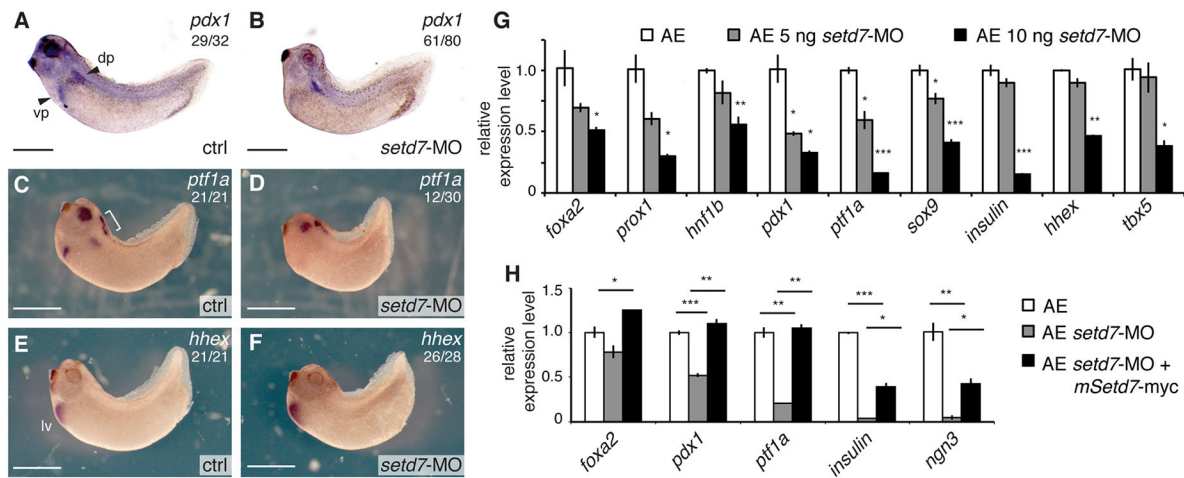 A
pdx1
29/32
dp
vp
ctrl
B
pdx1
61/80
setd7-MO
C
ptf1a
21/21
ctrl
D
ptf1a
12/30
setd7-MO
E
hhex
21/21
lv
ctrl
F
hhex
26/28
setd7-MO
G
AE
AE 5 ng setd7-MO
AE 10 ng setd7-MO
relative
expression level
1.0
0.5
0
*
*
**
*
*
*
***
*
***
***
**
*
foxa2
prox1
hnf1b
pdx1
ptf1a
sox9
insulin
hhex
tbx5
H
AE
AE setd7-MO
AE setd7-MO +
mSetd7-myc
relative
expression level
1.5
1.0
0.5
0
*
**
***
**
**
***
*
**
*
foxa2
pdx1
ptf1a
insulin
ngn3